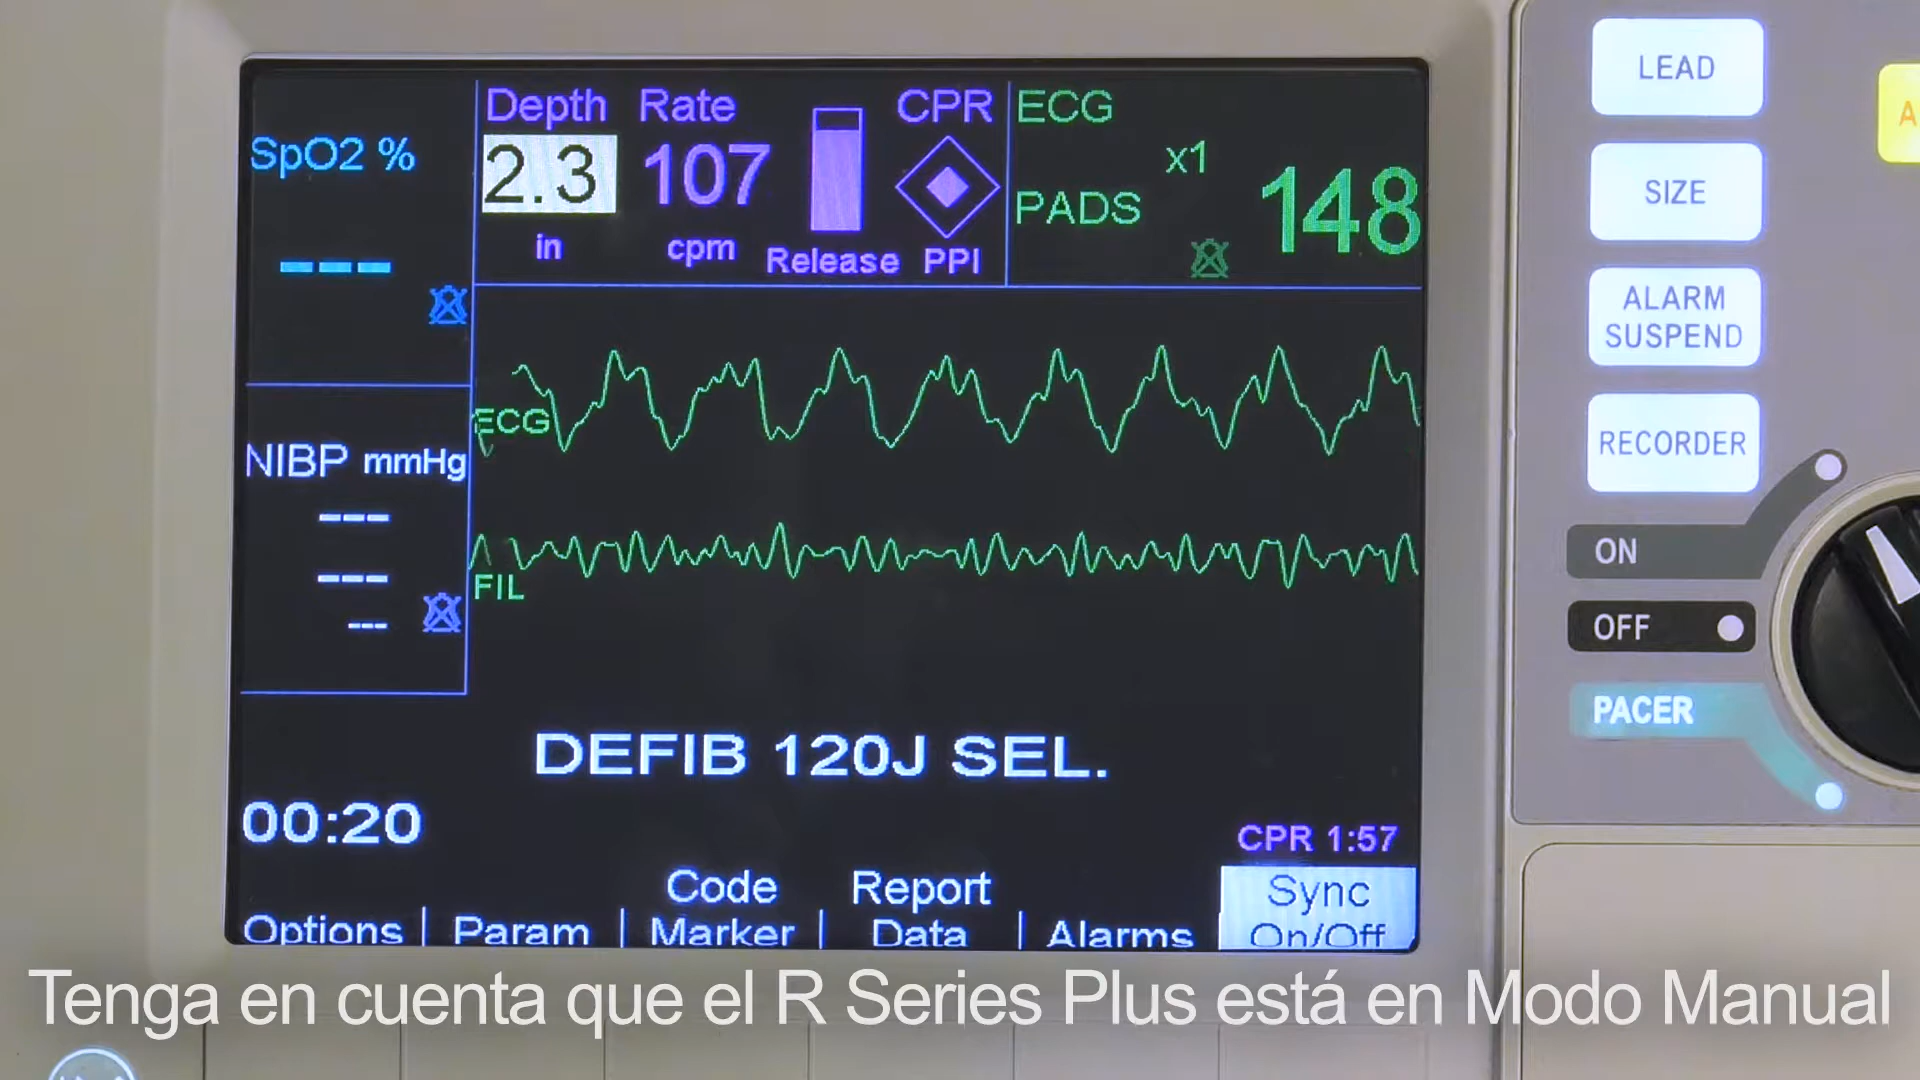 SpO2 %
---
NIBP mmHg
---
---
---
Depth
2.3
in
Rate
107
cpm
Release
CPR
PPI
ECG
x1
PADS
148
ECG
FIL
DEFIB 120J SEL.
00:20
CPR 1:57
Options
Param
Code
Marker
Report
Data
Alarms
Sync
On/Off
LEAD
SIZE
ALARM
SUSPEND
RECORDER
ON
OFF
PACER
A
Tenga en cuenta que el R Series Plus está en Modo Manual